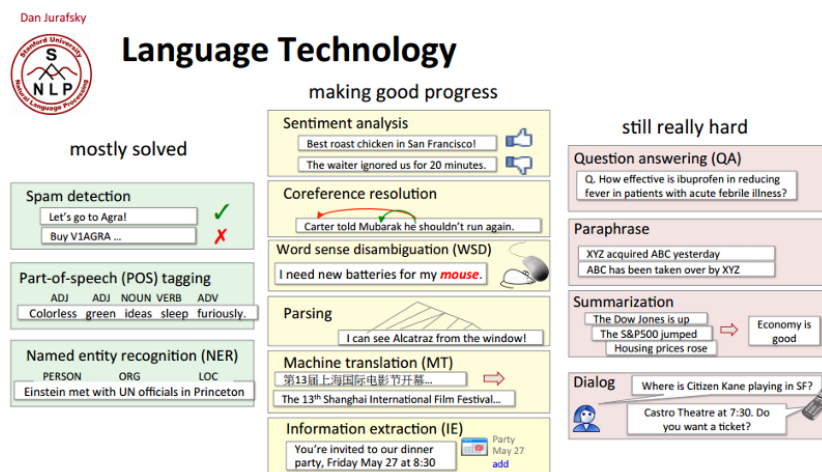 Dan Jurafsky
Stanford University
S
NLP
Natural Language Processing
Language Technology
mostly solved
Spam detection
Let's go to Agra!
Buy V1AGRA …
Part-of-speech (POS) tagging
ADJ ADJ NOUN VERB ADV
Colorless green ideas sleep furiously.
Named entity recognition (NER)
PERSON ORG LOC
Einstein met with UN officials in Princeton
making good progress
Sentiment analysis
Best roast chicken in San Francisco!
The waiter ignored us for 20 minutes.
Coreference resolution
Carter told Mubarak he shouldn't run again.
Word sense disambiguation (WSD)
I need new batteries for my mouse.
Parsing
I can see Alcatraz from the window!
Machine translation (MT)
第13届上海国际电影节开幕…
The 13th Shanghai International Film Festival…
Information extraction (IE)
You're invited to our dinner
party, Friday May 27 at 8:30
Party
May 27
add
still really hard
Question answering (QA)
Q. How effective is ibuprofen in reducing
fever in patients with acute febrile illness?
Paraphrase
XYZ acquired ABC yesterday
ABC has been taken over by XYZ
Summarization
The Dow Jones is up
The S&P500 jumped
Housing prices rose
Economy is
good
Dialog
Where is Citizen Kane playing in SF?
Castro Theatre at 7:30. Do
you want a ticket?